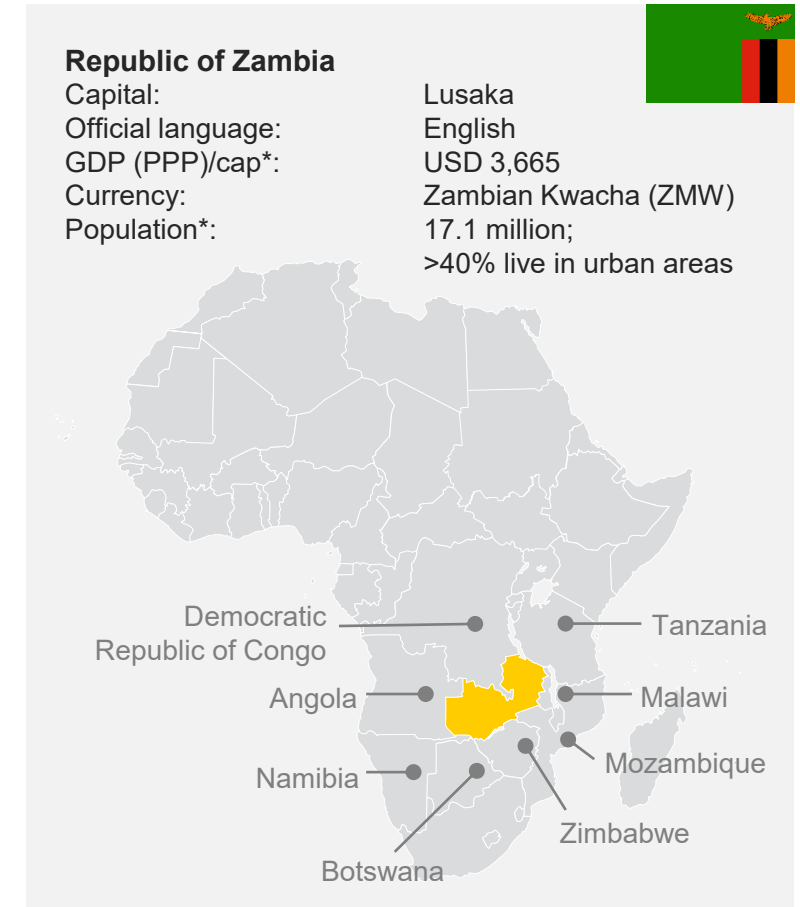 Republic of Zambia
Capital: Lusaka
Official language: English
GDP (PPP)/cap*: USD 3,665
Currency: Zambian Kwacha (ZMW)
Population*: 17.1 million;
>40% live in urban areas
Democratic
Republic of Congo
Tanzania
Angola
Malawi
Namibia
Mozambique
Zimbabwe
Botswana